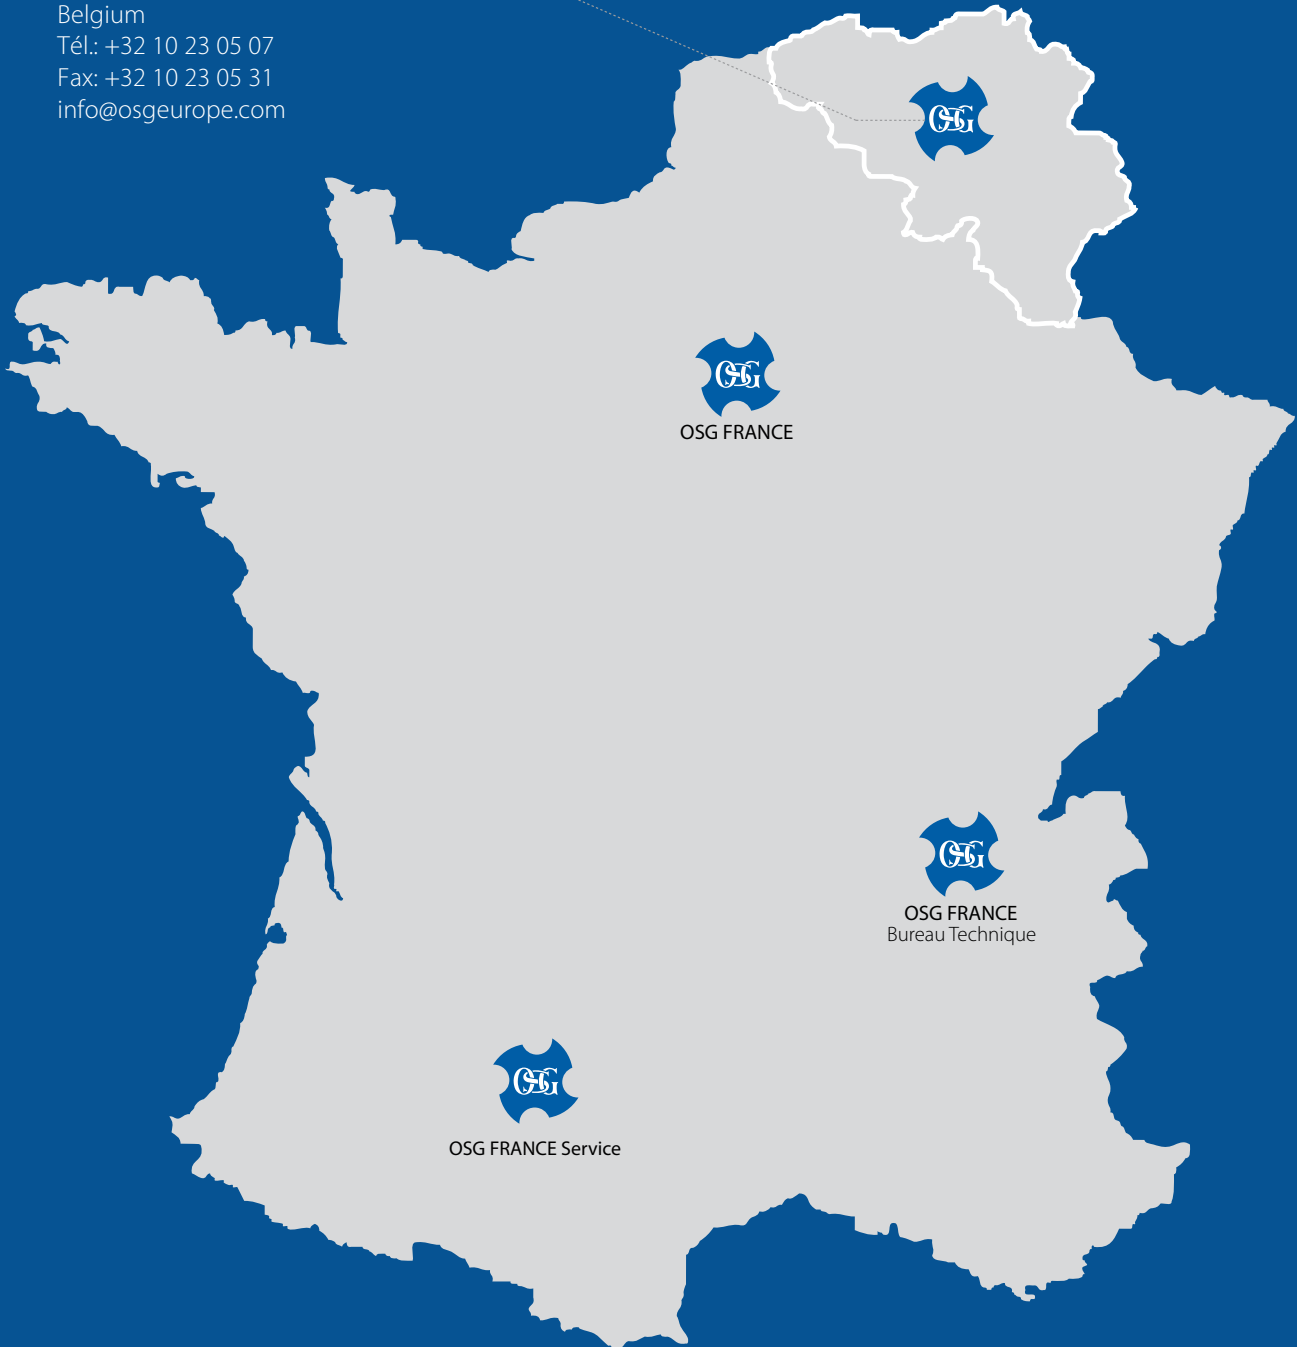 Belgium
Tél.: +32 10 23 05 07
Fax: +32 10 23 05 31
info@osgeurope.com
OSG
OSG
OSG FRANCE
OSG
OSG FRANCE
Bureau Technique
OSG
OSG FRANCE Service